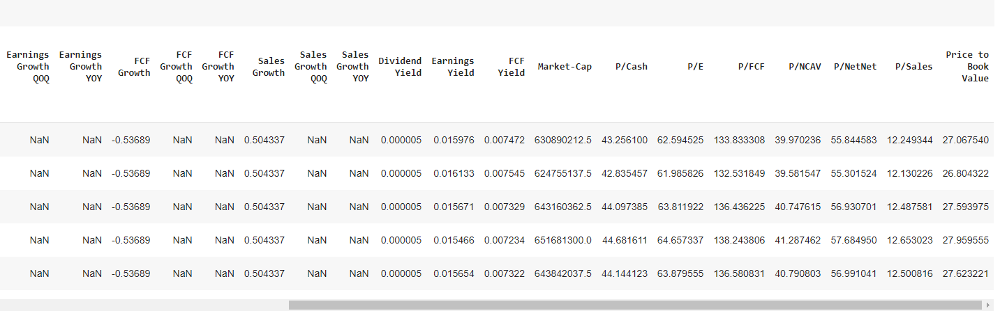 Earnings Growth QOQ Earnings Growth YOY FCF Growth FCF Growth QOQ FCF Growth YOY Sales Growth Sales Growth QOQ Sales Growth YOY Dividend Yield Earnings Yield FCF Yield Market-Cap P/Cash P/E P/FCF P/NCAV P/NetNet P/Sales Price to Book Value
NaN NaN -0.53689 NaN NaN 0.504337 NaN NaN 0.000005 0.015976 0.007472 630890212.5 43.256100 62.594525 133.833308 39.970236 55.844583 12.249344 27.067540
NaN NaN -0.53689 NaN NaN 0.504337 NaN NaN 0.000005 0.016133 0.007545 624755137.5 42.835457 61.985826 132.531849 39.581547 55.301524 12.130226 26.804322
NaN NaN -0.53689 NaN NaN 0.504337 NaN NaN 0.000005 0.015671 0.007329 643160362.5 44.097385 63.811922 136.436225 40.747615 56.930701 12.487581 27.593975
NaN NaN -0.53689 NaN NaN 0.504337 NaN NaN 0.000005 0.015466 0.007234 651681300.0 44.681611 64.657337 138.243806 41.287462 57.684950 12.653023 27.959555
NaN NaN -0.53689 NaN NaN 0.504337 NaN NaN 0.000005 0.015654 0.007322 643842037.5 44.144123 63.879555 136.580831 40.790803 56.991041 12.500816 27.623221